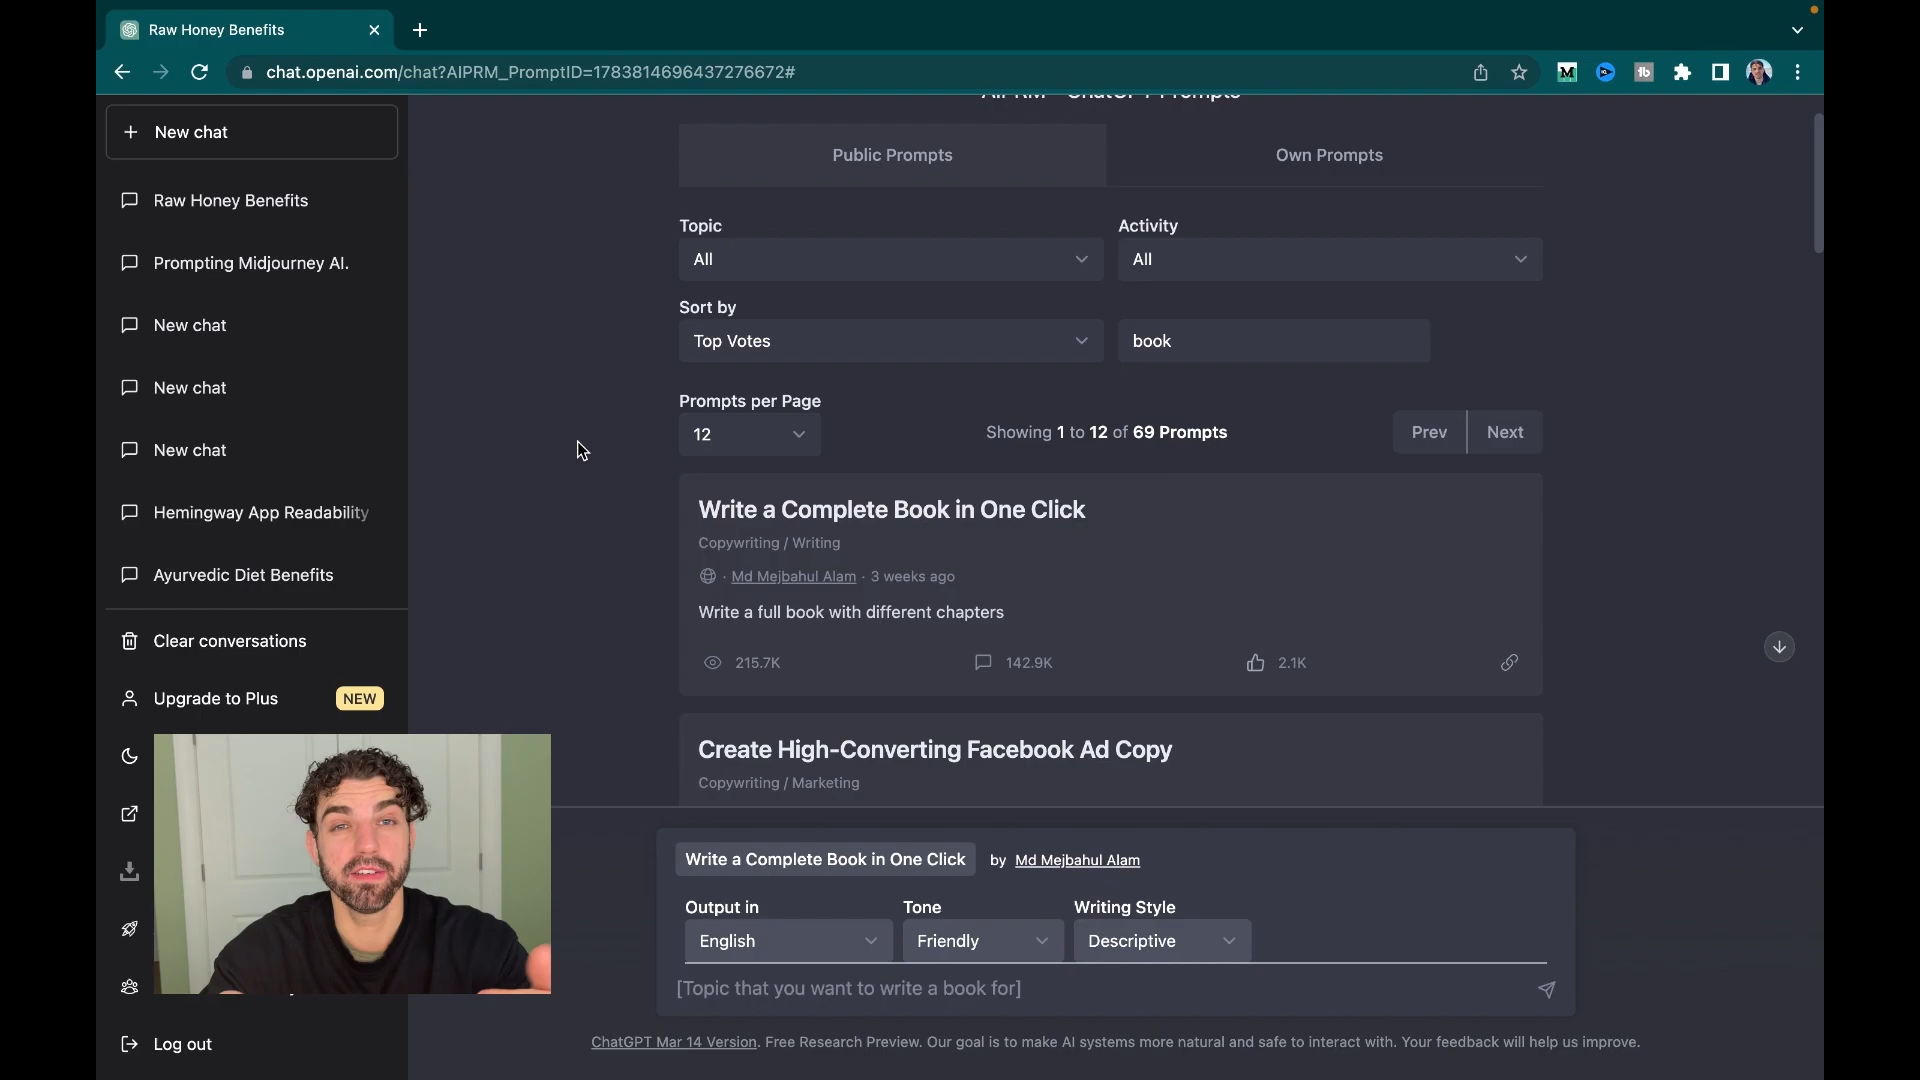 Raw Honey Benefits
chat.openai.com/chat?AIPRM_PromptID=1783814696437276672#
New chat
Raw Honey Benefits
Prompting Midjourney AI.
New chat
New chat
New chat
Hemingway App Readability
Ayurvedic Diet Benefits
Clear conversations
Upgrade to Plus
NEW
Log out
AIPRM - ChatGPT Prompts
Public Prompts
Own Prompts
Topic
Activity
All
All
Sort by
Top Votes
book
Prompts per Page
12
Showing 1 to 12 of 69 Prompts
Prev
Next
Write a Complete Book in One Click
Copywriting / Writing
· Md Mejbahul Alam · 3 weeks ago
Write a full book with different chapters
215.7K
142.9K
2.1K
Create High-Converting Facebook Ad Copy
Copywriting / Marketing
Write a Complete Book in One Click by Md Mejbahul Alam
Output in
Tone
Writing Style
English
Friendly
Descriptive
[Topic that you want to write a book for]
ChatGPT Mar 14 Version. Free Research Preview. Our goal is to make AI systems more natural and safe to interact with. Your feedback will help us improve.